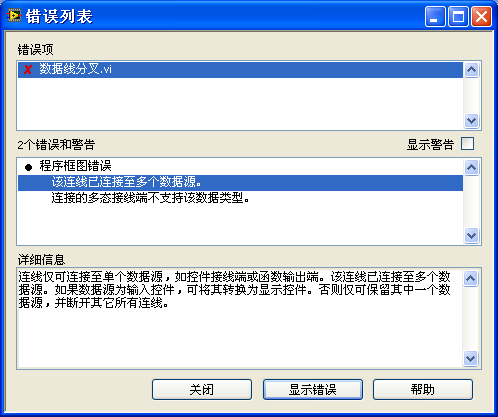 错误列表
错误项
数据线分叉.vi
2个错误和警告
显示警告
程序框图错误
该连线已连接至多个数据源。
连接的多态接线端不支持该数据类型。
详细信息
连线仅可连接至单个数据源，如控件接线端或函数输出端。该连线已连接至多个数
据源。如果数据源为输入控件，可将其转换为显示控件。否则仅可保留其中一个数
据源，并断开其它所有连线。
关闭
显示错误
帮助